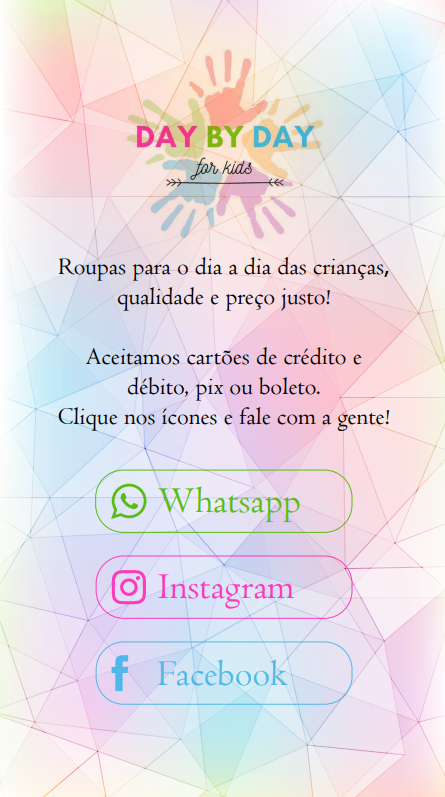 DAY BY DAY
for kids
Roupas para o dia a dia das crianças,
qualidade e preço justo!
Aceitamos cartões de crédito e
débito, pix ou boleto.
Clique nos ícones e fale com a gente!
Whatsapp
Instagram
Facebook